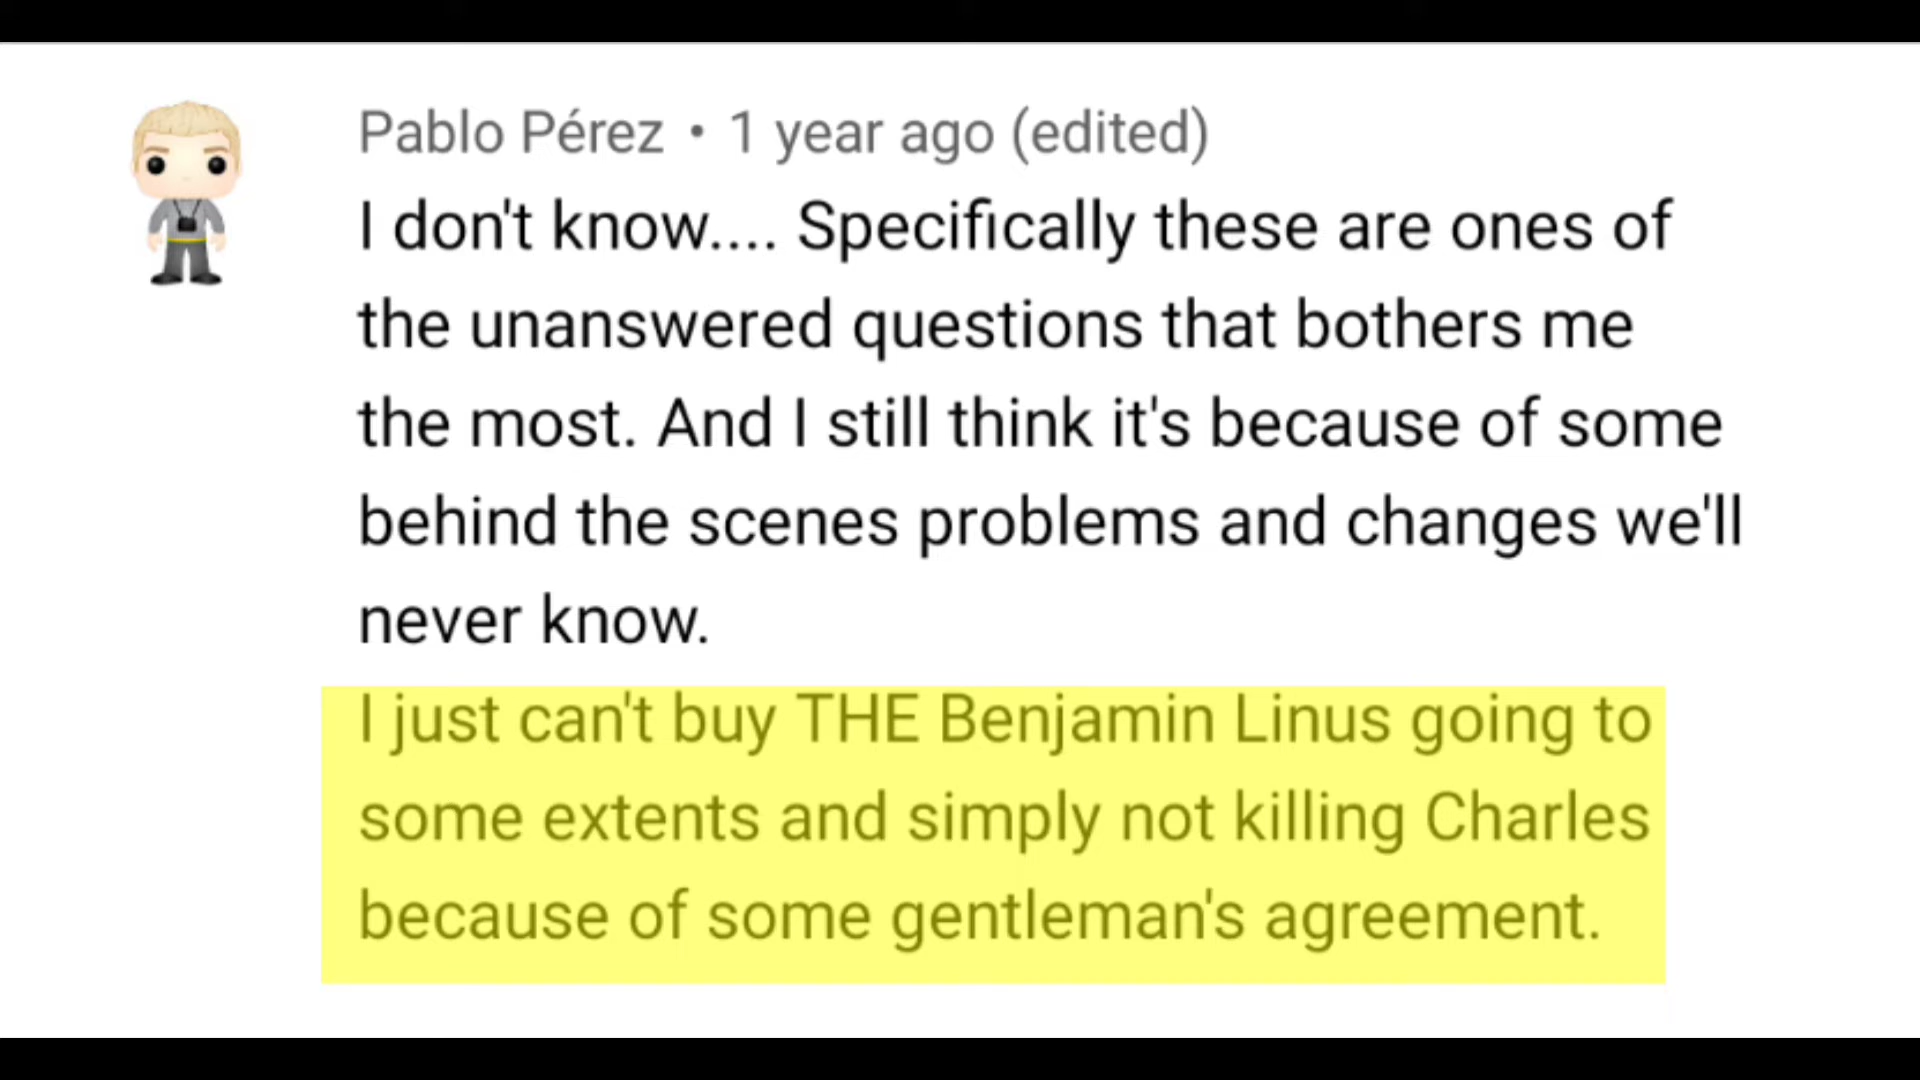 Pablo Pérez • 1 year ago (edited)
I don't know.... Specifically these are ones of
the unanswered questions that bothers me
the most. And I still think it's because of some
behind the scenes problems and changes we'll
never know.
I just can't buy THE Benjamin Linus going to
some extents and simply not killing Charles
because of some gentleman's agreement.